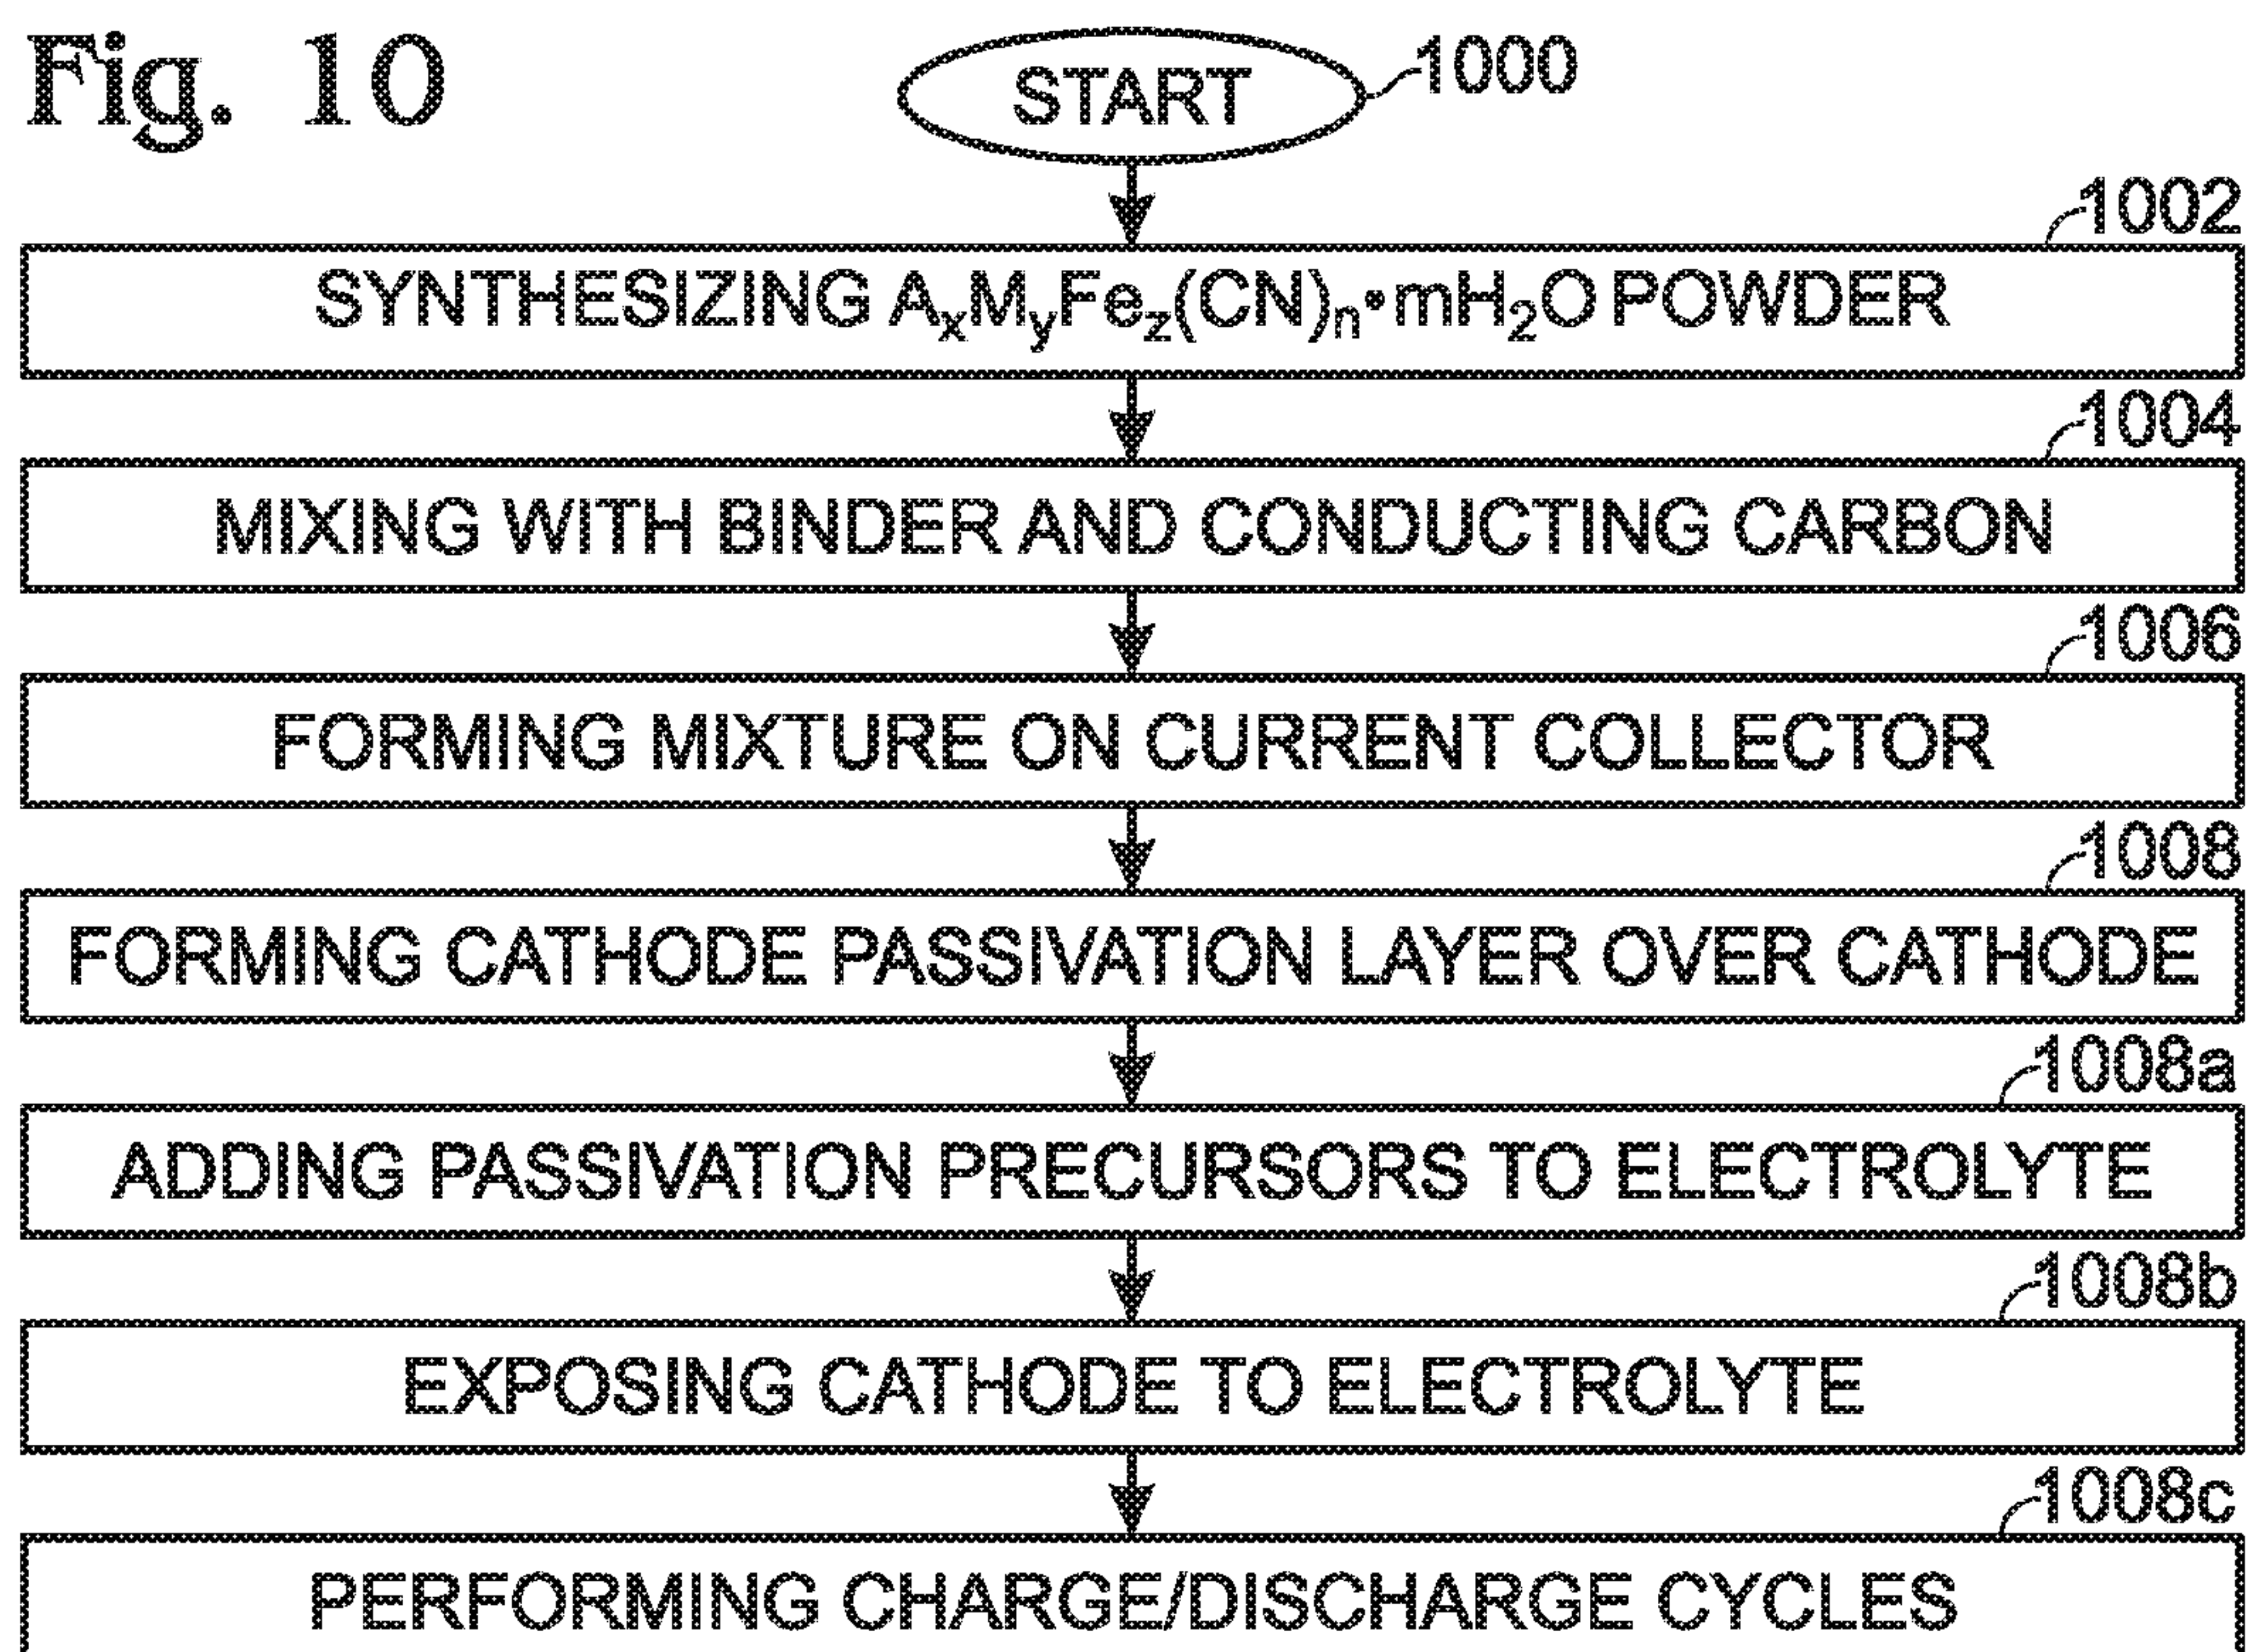 Fig. 10
START
1000
1002
SYNTHESIZING AₓMᵧFe_z(CN)ₙ•mH₂O POWDER
1004
MIXING WITH BINDER AND CONDUCTING CARBON
1006
FORMING MIXTURE ON CURRENT COLLECTOR
1008
FORMING CATHODE PASSIVATION LAYER OVER CATHODE
1008a
ADDING PASSIVATION PRECURSORS TO ELECTROLYTE
1008b
EXPOSING CATHODE TO ELECTROLYTE
1008c
PERFORMING CHARGE/DISCHARGE CYCLES